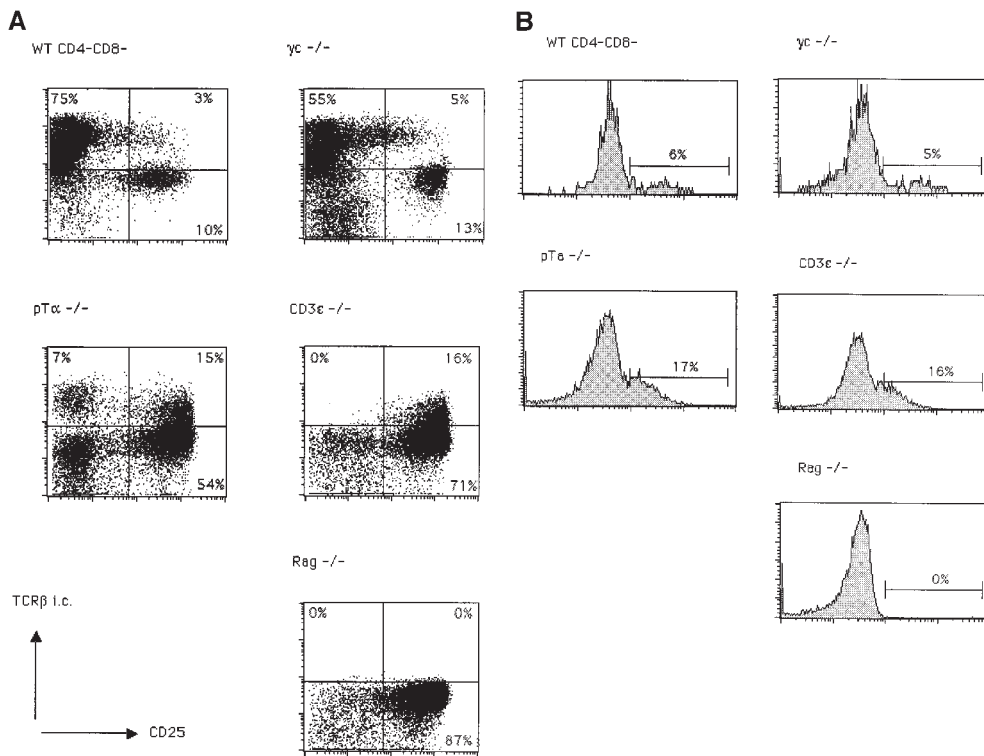 A
WT CD4-CD8-
γc -/-
75%
3%
10%
55%
5%
13%
pTα -/-
CD3ε -/-
7%
15%
54%
0%
16%
71%
Rag -/-
0%
0%
87%
TCRβ i.c.
CD25
B
WT CD4-CD8-
γc -/-
6%
5%
pTa -/-
CD3ε -/-
17%
16%
Rag -/-
0%